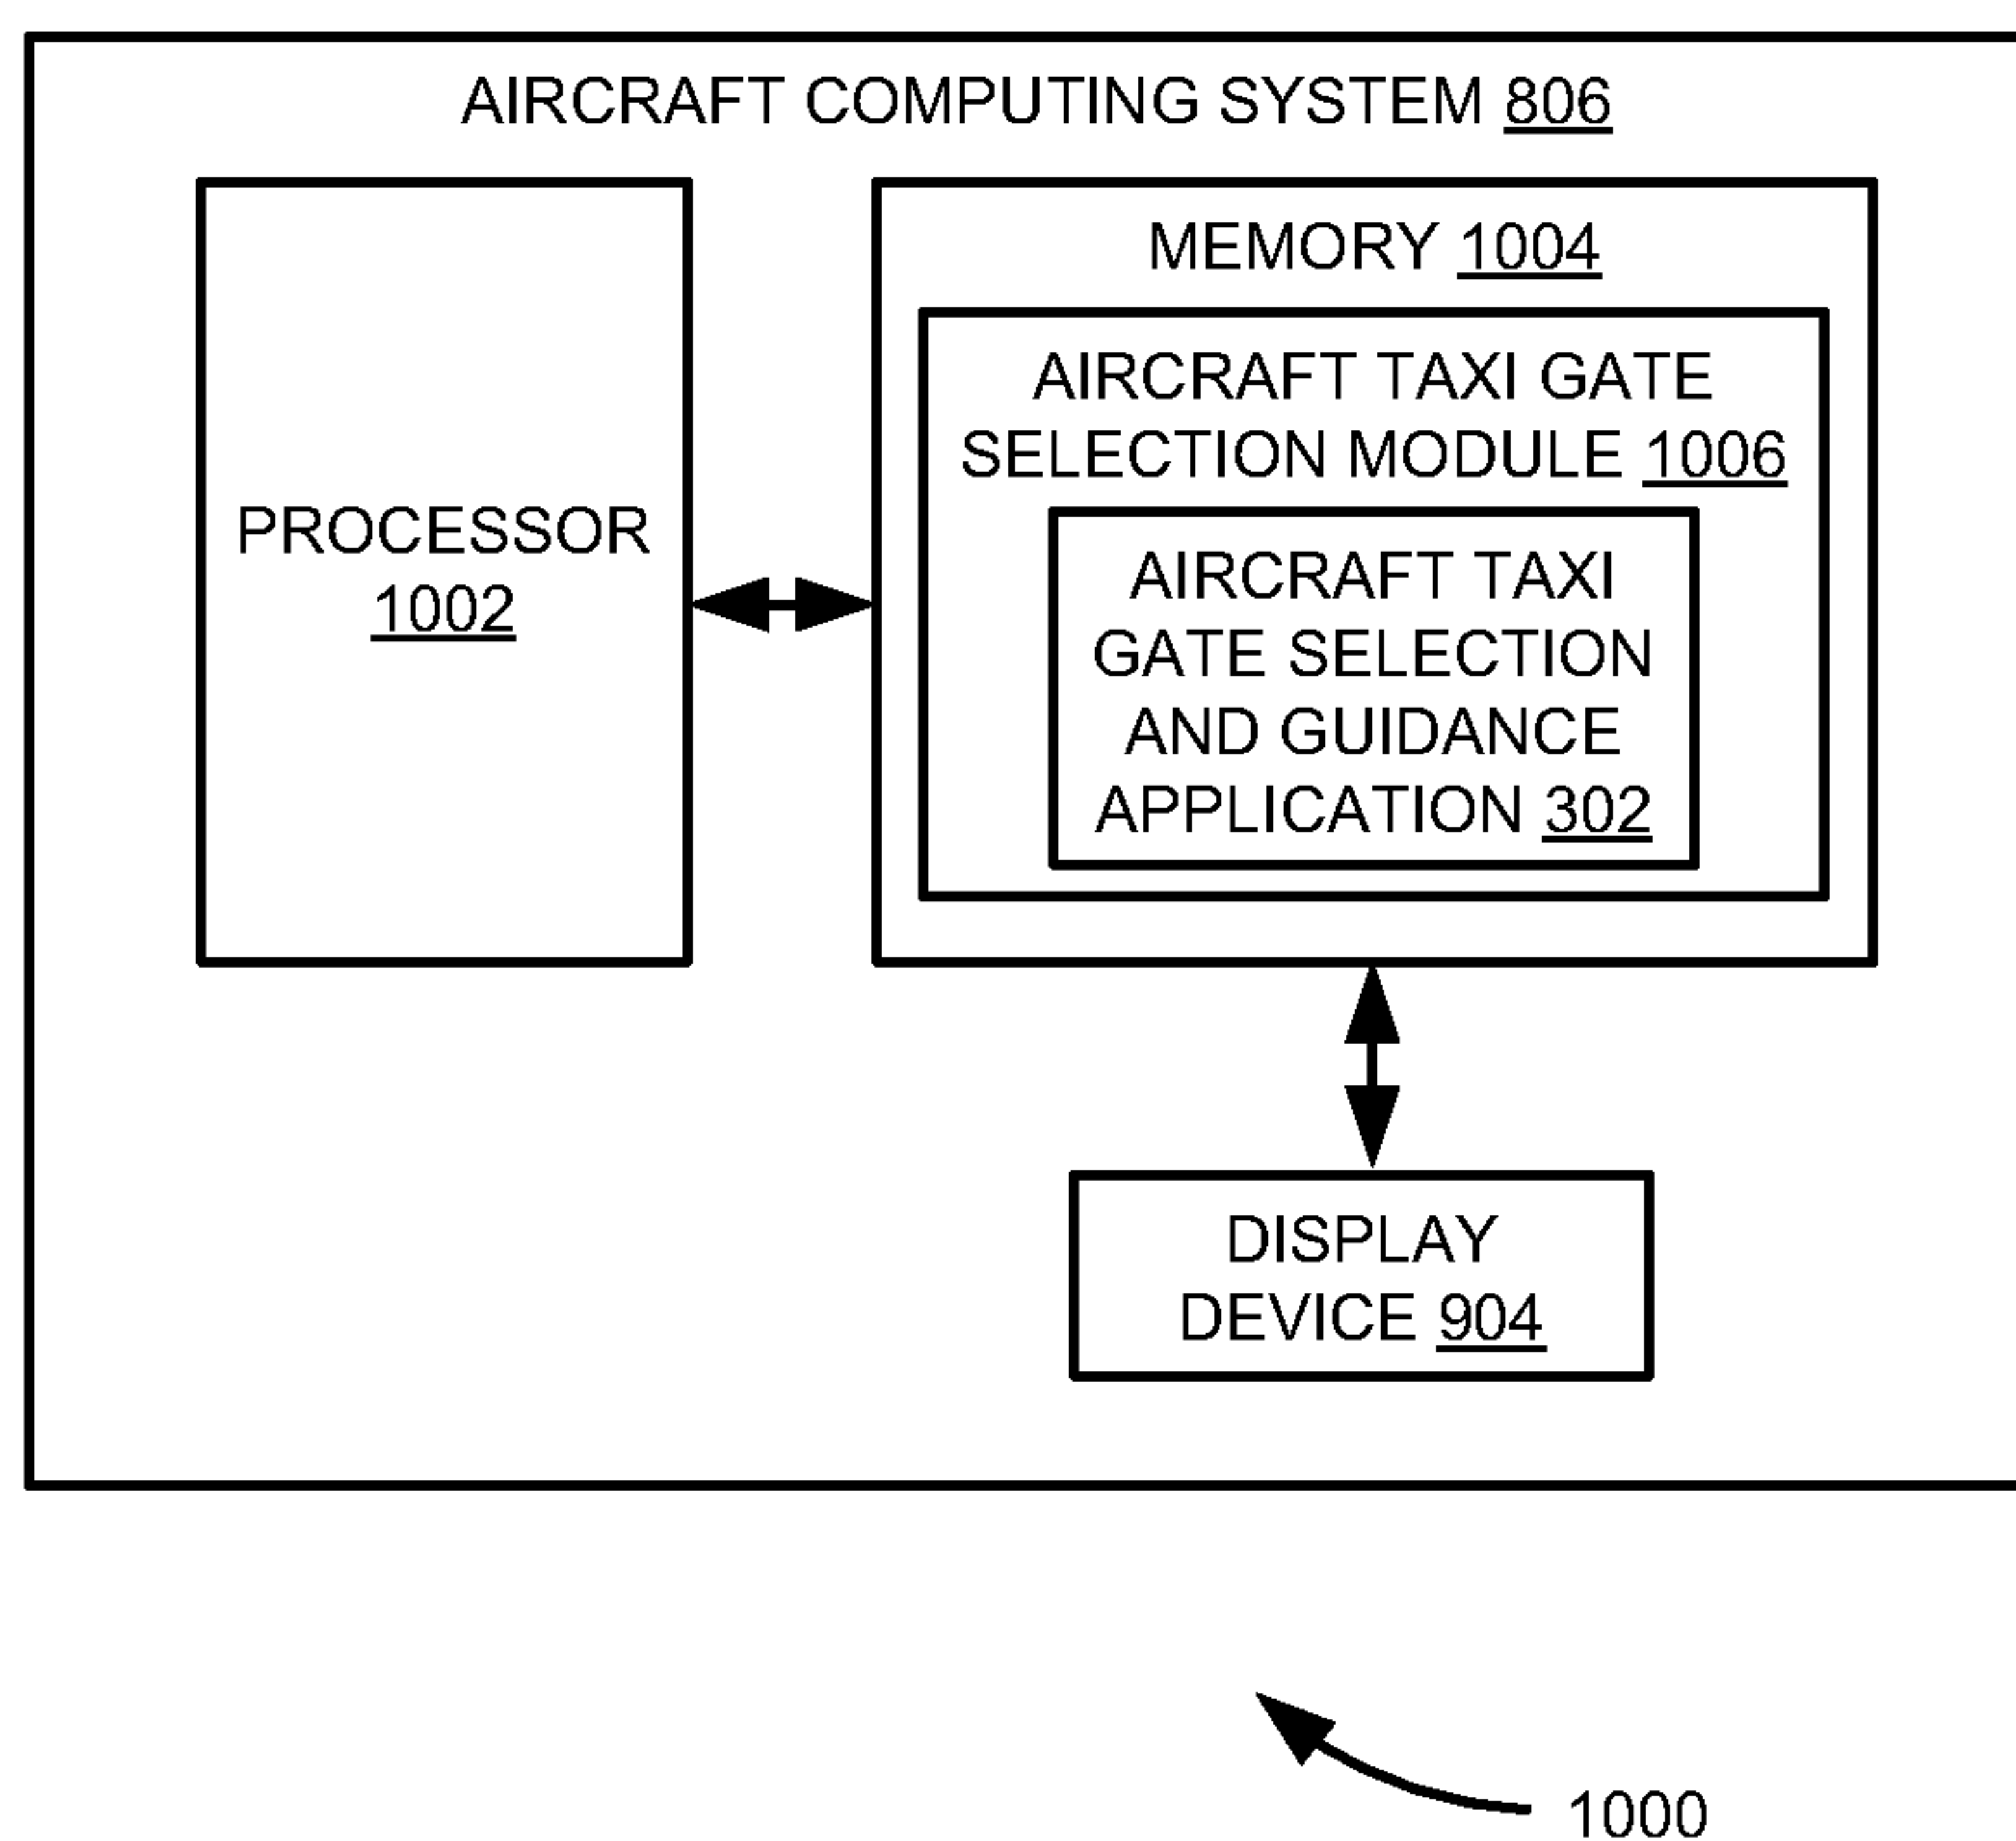 AIRCRAFT COMPUTING SYSTEM 806
PROCESSOR
1002
MEMORY 1004
AIRCRAFT TAXI GATE
SELECTION MODULE 1006
AIRCRAFT TAXI
GATE SELECTION
AND GUIDANCE
APPLICATION 302
DISPLAY
DEVICE 904
1000